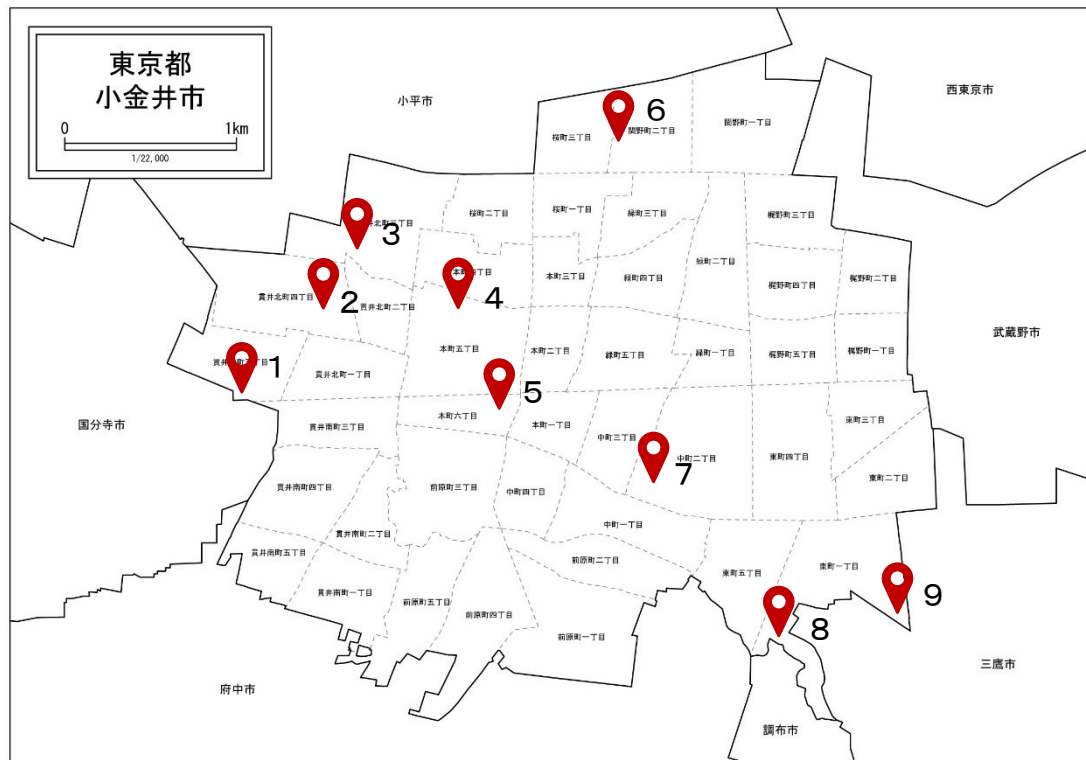 東京都
小金井市
0
1km
1/22,000
小平市
西東京市
武蔵野市
国分寺市
府中市
調布市
三鷹市
6
桜町三丁目
関野町二丁目
関野町一丁目
3
桜町二丁目
桜町一丁目
緑町三丁目
梶野町三丁目
2
貫井北町四丁目
貫井北町二丁目
4
本町三丁目
緑町四丁目
緑町二丁目
梶野町四丁目
梶野町二丁目
1
貫井北町一丁目
本町五丁目
本町二丁目
緑町五丁目
緑町一丁目
梶野町五丁目
梶野町一丁目
5
貫井南町三丁目
本町六丁目
本町一丁目
中町三丁目
7
中町二丁目
東町四丁目
東町三丁目
東町二丁目
貫井南町四丁目
前原町三丁目
中町四丁目
貫井南町二丁目
中町一丁目
貫井南町五丁目
前原町二丁目
東町五丁目
東町一丁目
9
貫井南町一丁目
前原町五丁目
前原町四丁目
前原町一丁目
8